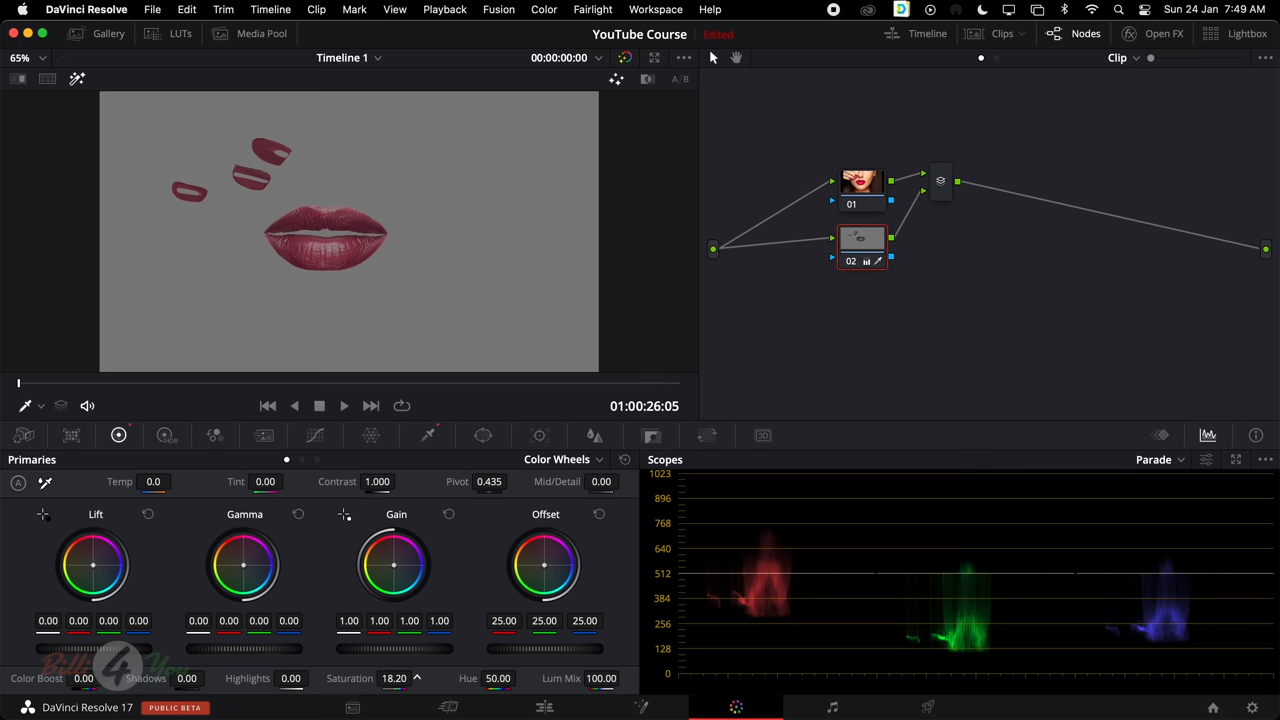 DaVinci Resolve File Edit Trim Timeline Clip Mark View Playback Fusion Color Fairlight Workspace Help Sun 24 Jan 7:49 AM
Gallery LUTs Media Pool YouTube Course Edited Timeline Clips Nodes Open FX Lightbox
65% Timeline 1 00:00:00:00 Clip
A/B
01
02
01:00:26:05
HDR 3D
Primaries Color Wheels Scopes Parade
A Temp 0.0 Tint 0.00 Contrast 1.000 Pivot 0.435 Mid/Detail 0.00
Lift Gamma Gain Offset
0.00 0.00 0.00 0.00 0.00 0.00 0.00 0.00 1.00 1.00 1.00 1.00 25.00 25.00 25.00
Color Boost 0.00 Shadows 0.00 Highlights 0.00 Saturation 18.20 Hue 50.00 Lum Mix 100.00
1023
896
768
640
512
384
256
128
0
DaVinci Resolve 17 PUBLIC BETA